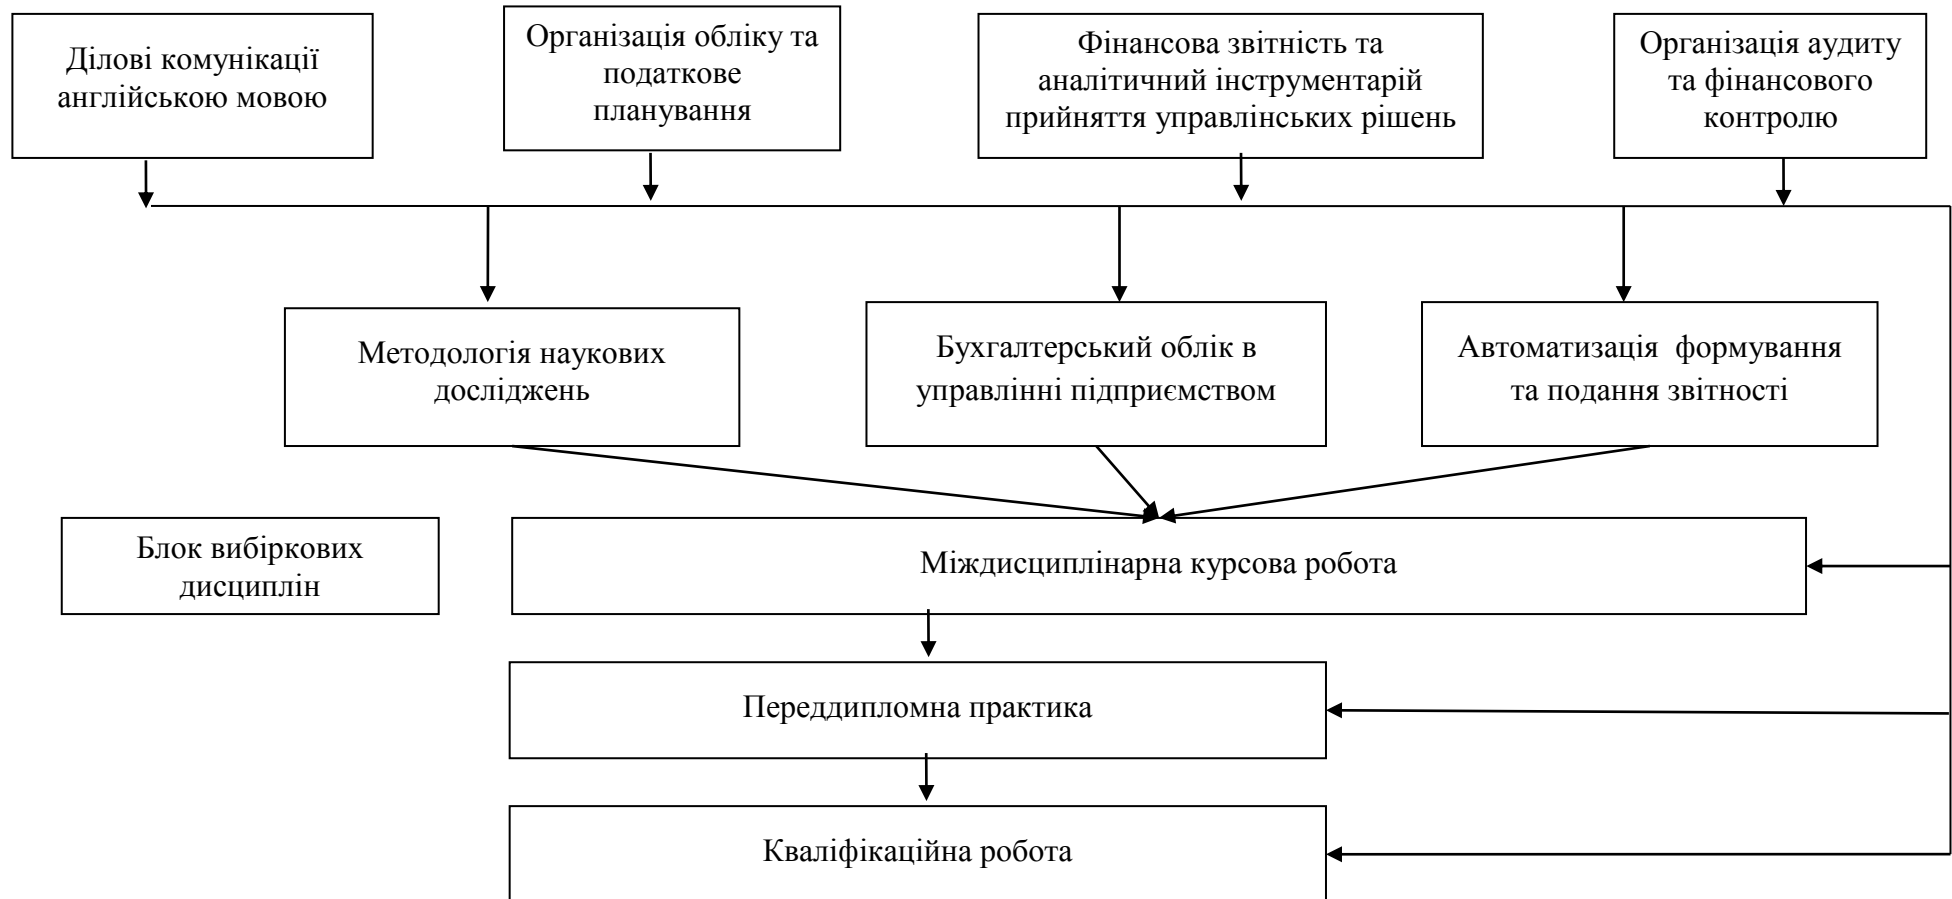 Ділові комунікації
англійською мовою
Організація обліку та
податкове
планування
Фінансова звітність та
аналітичний інструментарій
прийняття управлінських рішень
Організація аудиту
та фінансового
контролю
Методологія наукових
досліджень
Бухгалтерський облік в
управлінні підприємством
Автоматизація формування
та подання звітності
Блок вибіркових
дисциплін
Міждисциплінарна курсова робота
Переддипломна практика
Кваліфікаційна робота